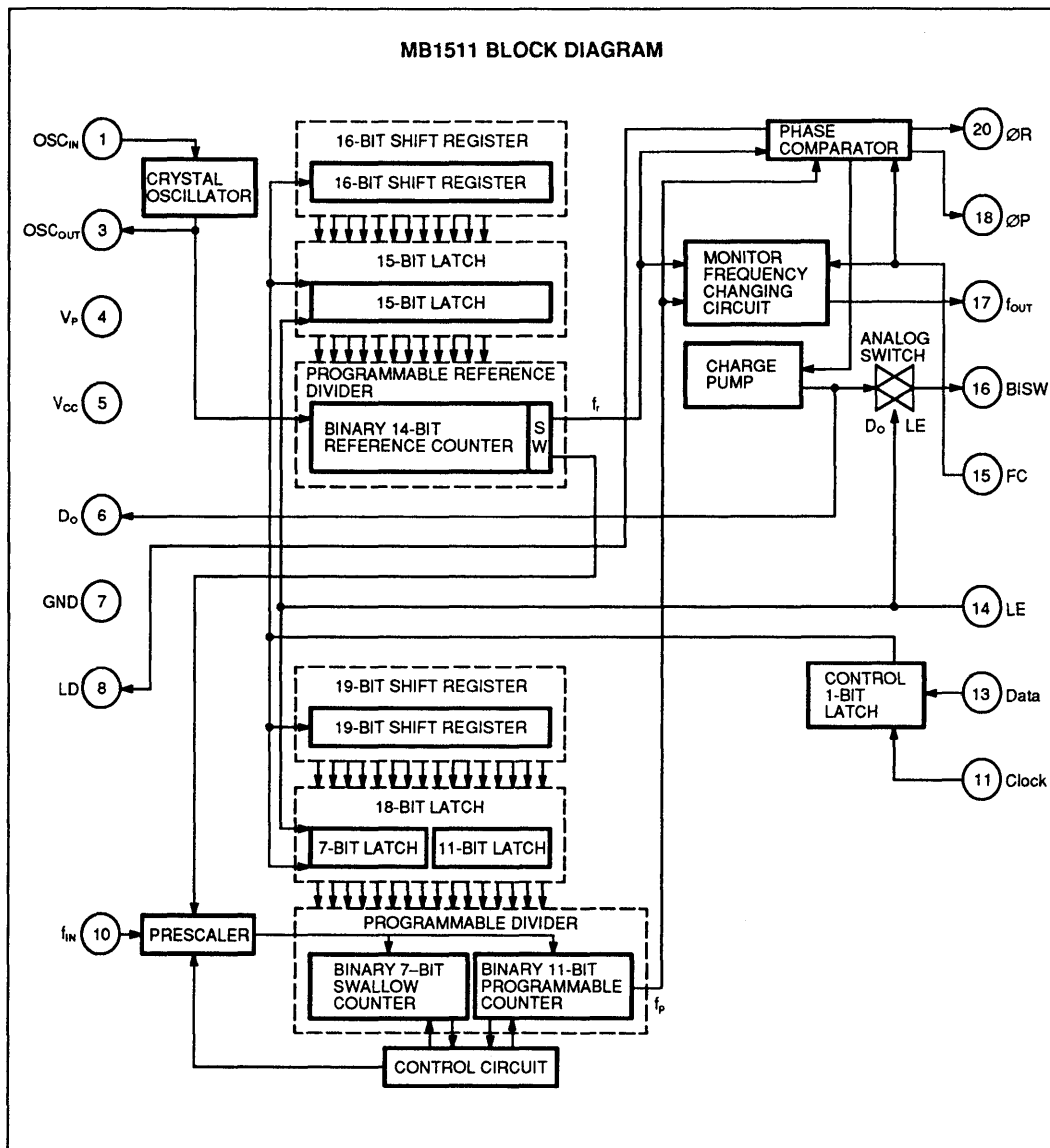 MB1511 BLOCK DIAGRAM
OSCIN
1
CRYSTAL
OSCILLATOR
OSCOUT
3
VP
4
VCC
5
DO
6
GND
7
LD
8
fIN
10
PRESCALER
16-BIT SHIFT REGISTER
16-BIT SHIFT REGISTER
15-BIT LATCH
15-BIT LATCH
PROGRAMMABLE REFERENCE
DIVIDER
BINARY 14-BIT
REFERENCE COUNTER
S
W
fr
19-BIT SHIFT REGISTER
19-BIT SHIFT REGISTER
18-BIT LATCH
7-BIT LATCH
11-BIT LATCH
PROGRAMMABLE DIVIDER
BINARY 7–BIT
SWALLOW
COUNTER
BINARY 11-BIT
PROGRAMMABLE
COUNTER
fp
CONTROL CIRCUIT
PHASE
COMPARATOR
MONITOR
FREQUENCY
CHANGING
CIRCUIT
CHARGE
PUMP
ANALOG
SWITCH
DO LE
20
ØR
18
ØP
17
fOUT
16
BISW
15
FC
14
LE
CONTROL
1-BIT
LATCH
13
Data
11
Clock